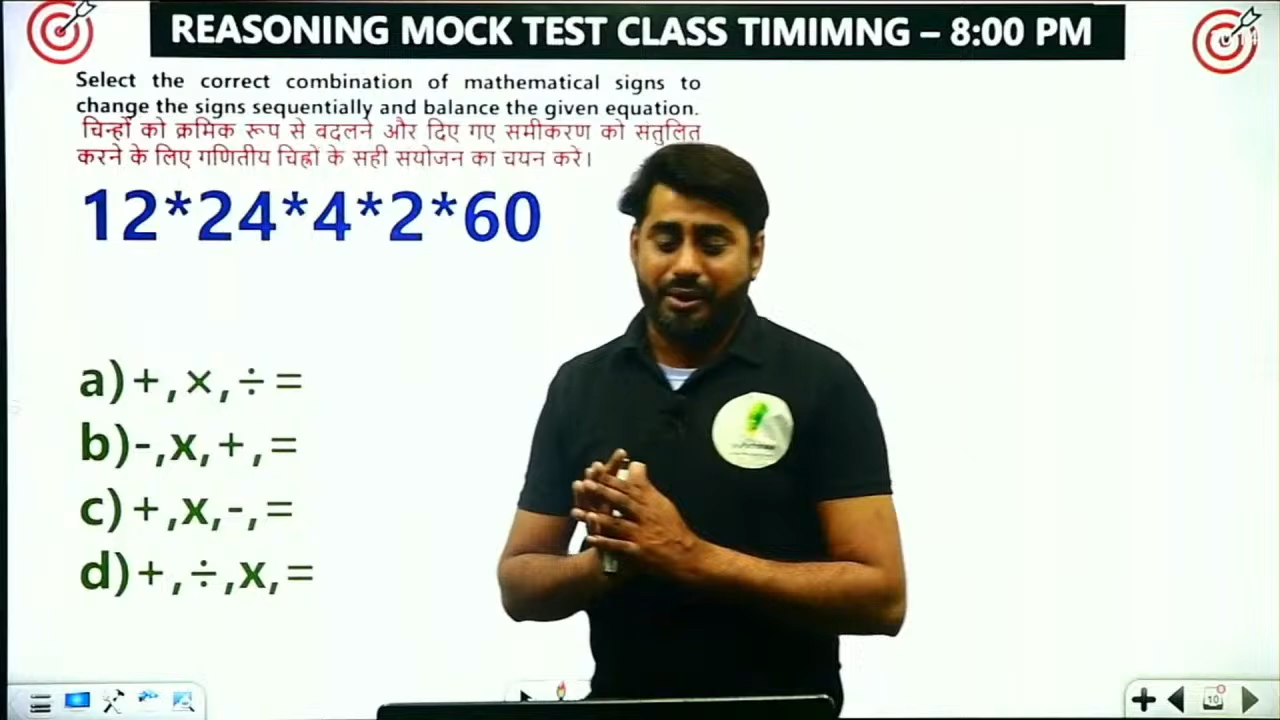 REASONING MOCK TEST CLASS TIMIMNG – 8:00 PM
Select the correct combination of mathematical signs to
change the signs sequentially and balance the given equation.
चिन्हों को क्रमिक रूप से बदलने और दिए गए समीकरण को संतुलित
करने के लिए गणितीय चिह्नों के सही संयोजन का चयन करें।
12*24*4*2*60
a)+,×,÷=
b)-,x,+,=
c)+,x,-,=
d)+,÷,x,=
10